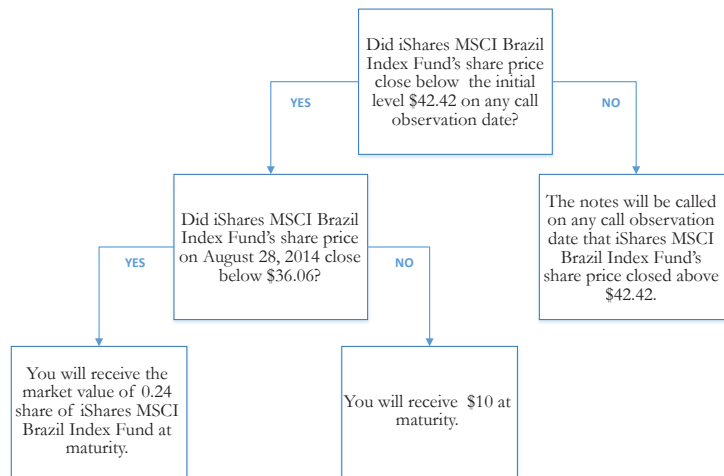 Did iShares MSCI Brazil
Index Fund's share price
close below the initial
level $42.42 on any call
observation date?
YES
NO
Did iShares MSCI Brazil
Index Fund's share price
on August 28, 2014 close
below $36.06?
The notes will be called
on any call observation
date that iShares MSCI
Brazil Index Fund's
share price closed above
$42.42.
YES
NO
You will receive the
market value of 0.24
share of iShares MSCI
Brazil Index Fund at
maturity.
You will receive $10 at
maturity.